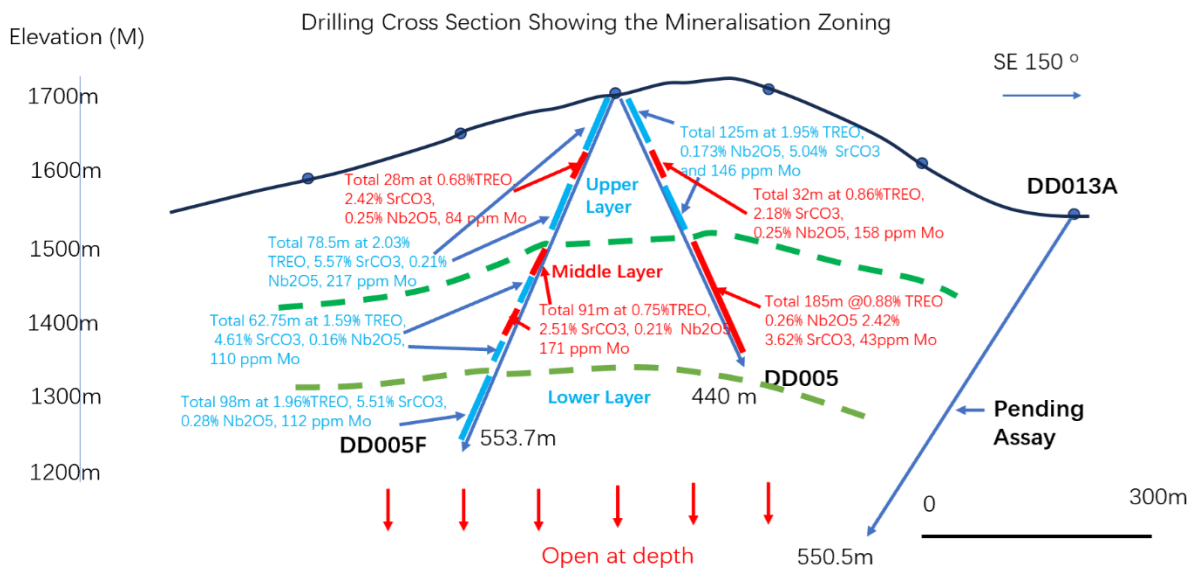 Drilling Cross Section Showing the Mineralisation Zoning
Elevation (M)
SE 150 °
1700m
1600m
1500m
1400m
1300m
1200m
Total 125m at 1.95% TREO,
0.173% Nb2O5, 5.04% SrCO3
and 146 ppm Mo
Total 28m at 0.68%TREO
2.42% SrCO3,
0.25% Nb2O5, 84 ppm Mo
Upper
Layer
Total 32m at 0.86%TREO,
2.18% SrCO3,
0.25% Nb2O5, 158 ppm Mo
DD013A
Total 78.5m at 2.03%
TREO, 5.57% SrCO3, 0.21%
Nb2O5, 217 ppm Mo
Middle Layer
Total 62.75m at 1.59% TREO,
4.61% SrCO3, 0.16% Nb2O5,
110 ppm Mo
Total 91m at 0.75%TREO,
2.51% SrCO3, 0.21% Nb2O5
171 ppm Mo
Total 185m @0.88% TREO
0.26% Nb2O5 2.42%
3.62% SrCO3, 43ppm Mo
DD005
440 m
Lower Layer
Total 98m at 1.96%TREO, 5.51% SrCO3,
0.28% Nb2O5, 112 ppm Mo
DD005F
553.7m
Pending
Assay
0
300m
550.5m
Open at depth